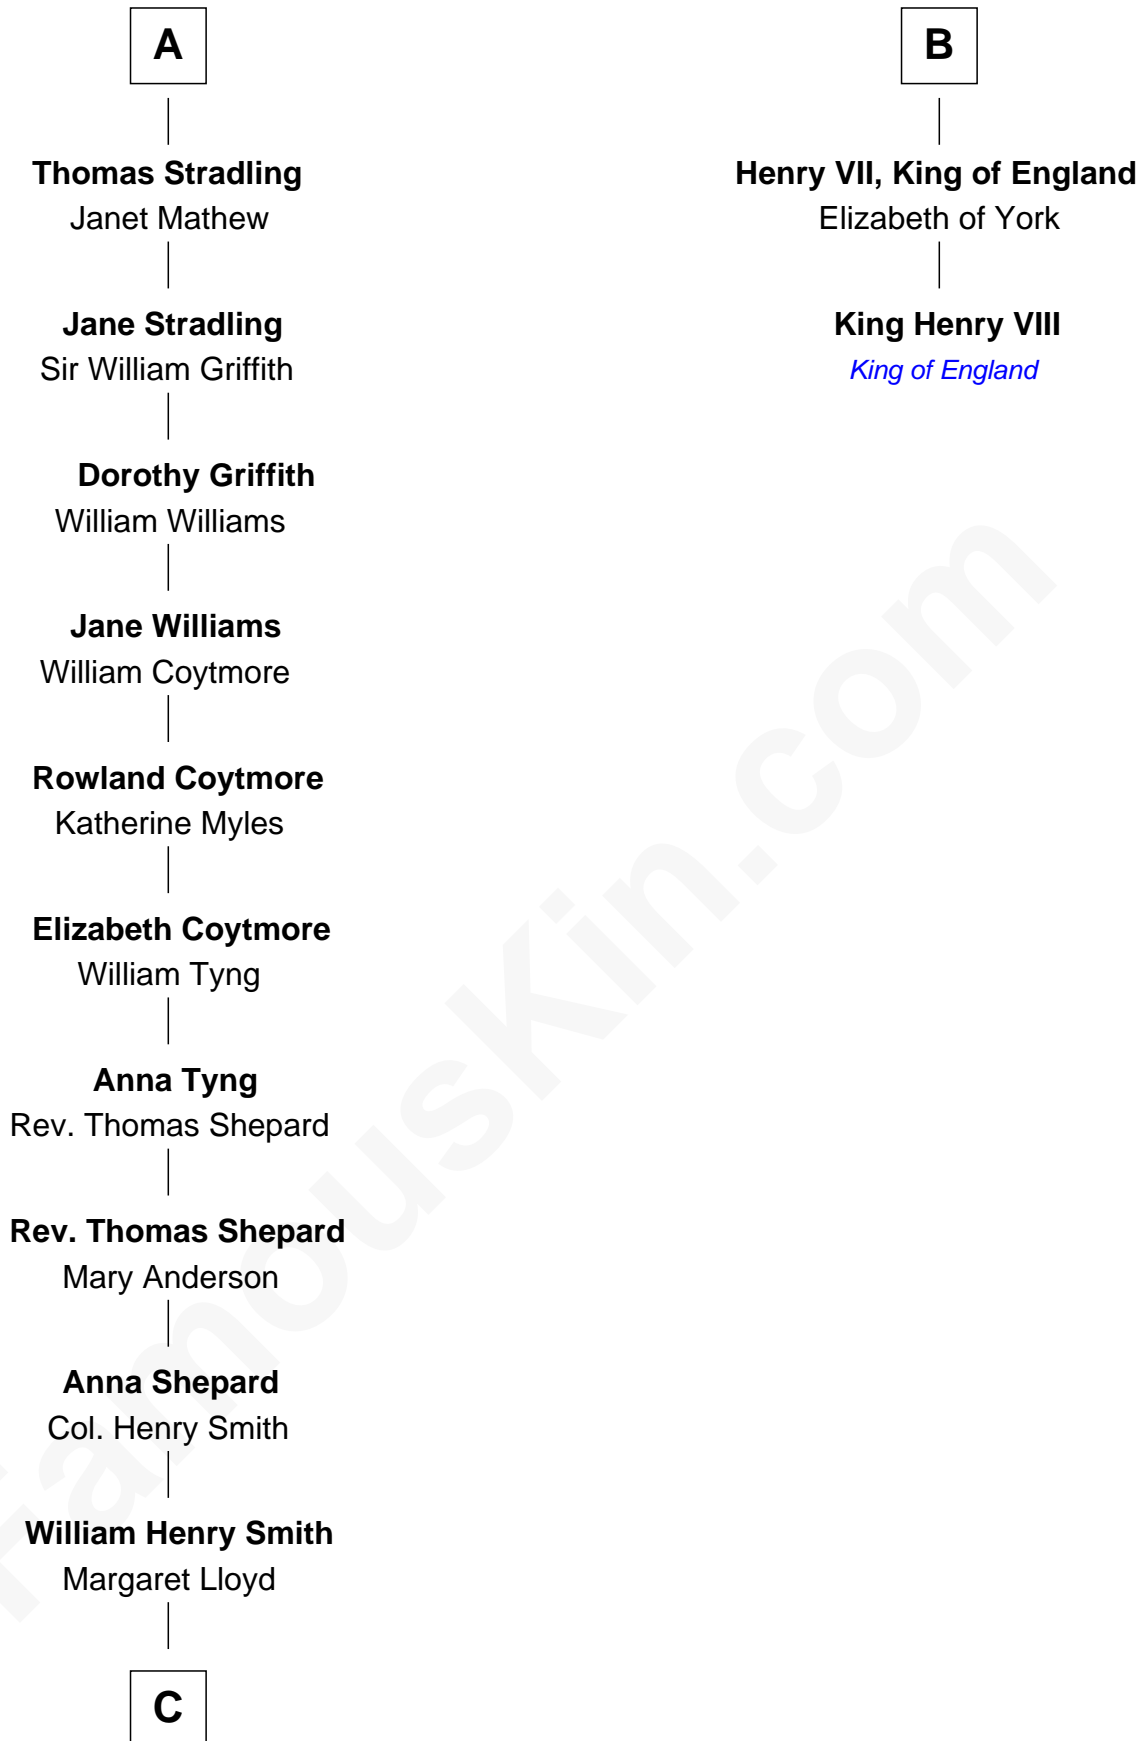 A
Thomas Stradling
Janet Mathew
Jane Stradling
Sir William Griffith
Dorothy Griffith
William Williams
Jane Williams
William Coytmore
Rowland Coytmore
Katherine Myles
Elizabeth Coytmore
William Tyng
Anna Tyng
Rev. Thomas Shepard
Rev. Thomas Shepard
Mary Anderson
Anna Shepard
Col. Henry Smith
William Henry Smith
Margaret Lloyd
C
B
Henry VII, King of England
Elizabeth of York
King Henry VIII
King of England
FamousKin.com